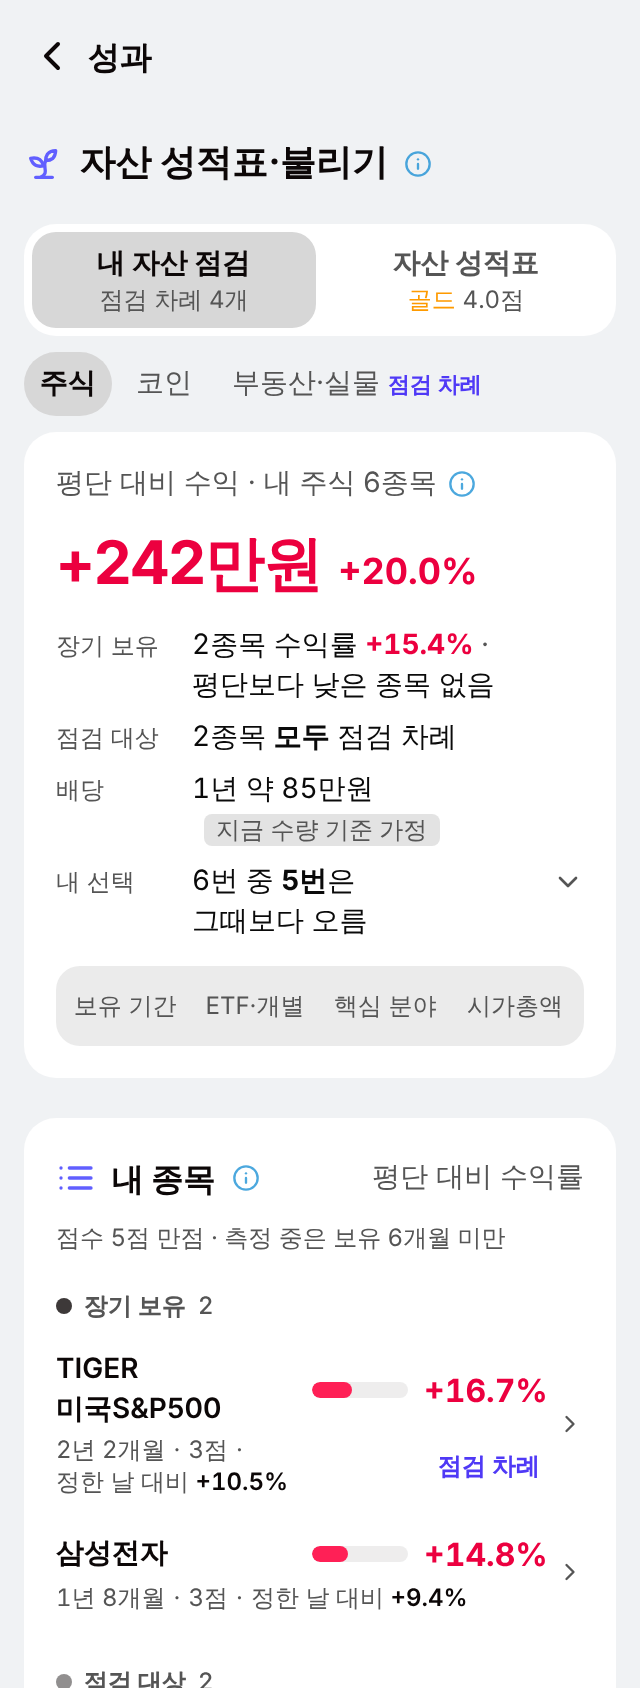 성과
자산 성적표·불리기
내 자산 점검
점검 차례 4개
자산 성적표
골드 4.0점
주식 코인 부동산·실물 점검 차례
평단 대비 수익 · 내 주식 6종목
+242만원 +20.0%
장기 보유 2종목 수익률 +15.4% ·
평단보다 낮은 종목 없음
점검 대상 2종목 모두 점검 차례
배당 1년 약 85만원
지금 수량 기준 가정
내 선택 6번 중 5번은
그때보다 오름
보유 기간 ETF·개별 핵심 분야 시가총액
내 종목 평단 대비 수익률
점수 5점 만점 · 측정 중은 보유 6개월 미만
장기 보유 2
TIGER
미국S&P500
+16.7%
2년 2개월 · 3점 ·
정한 날 대비 +10.5%
점검 차례
삼성전자 +14.8%
1년 8개월 · 3점 · 정한 날 대비 +9.4%
점검 대상 2